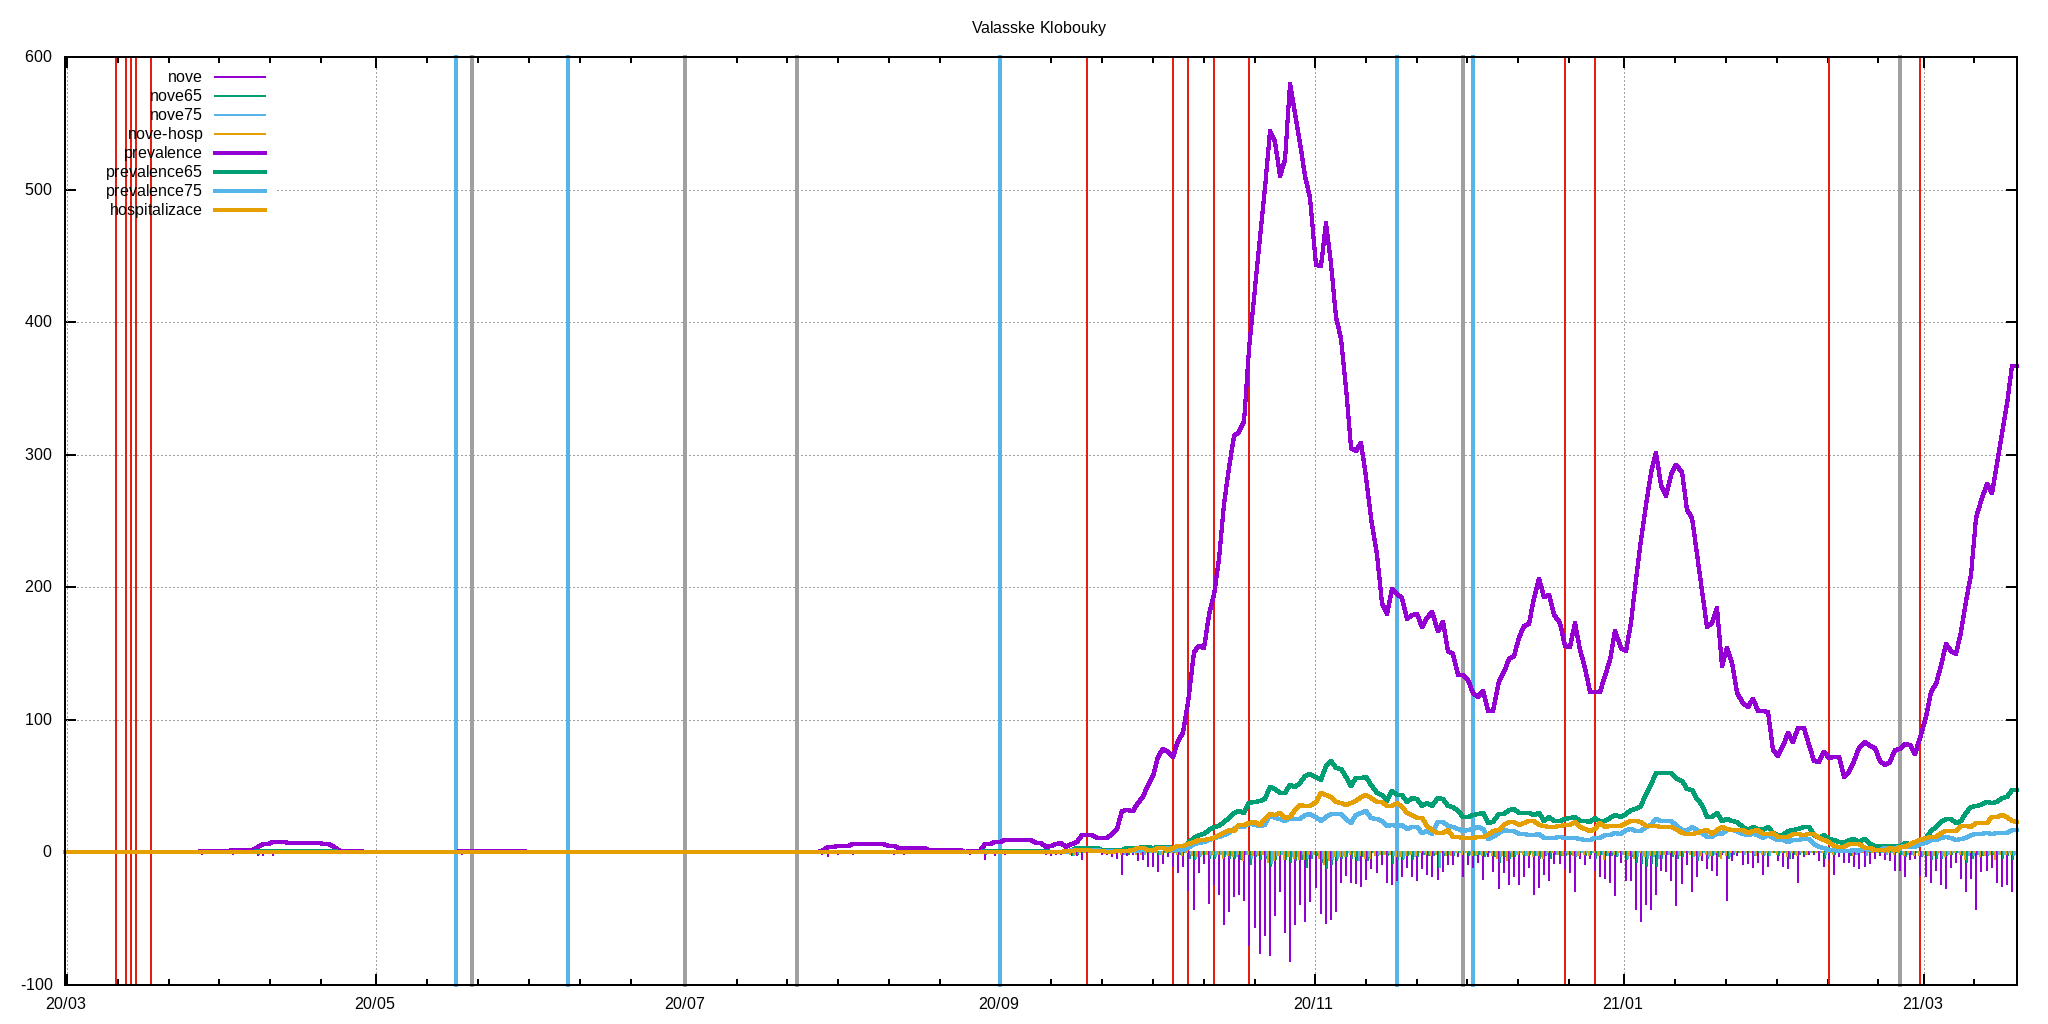 Valasske Klobouky
600
500
400
300
200
100
0
-100
nove
nove65
nove75
nove-hosp
prevalence
prevalence65
prevalence75
hospitalizace
20/03 20/05 20/07 20/09 20/11 21/01 21/03